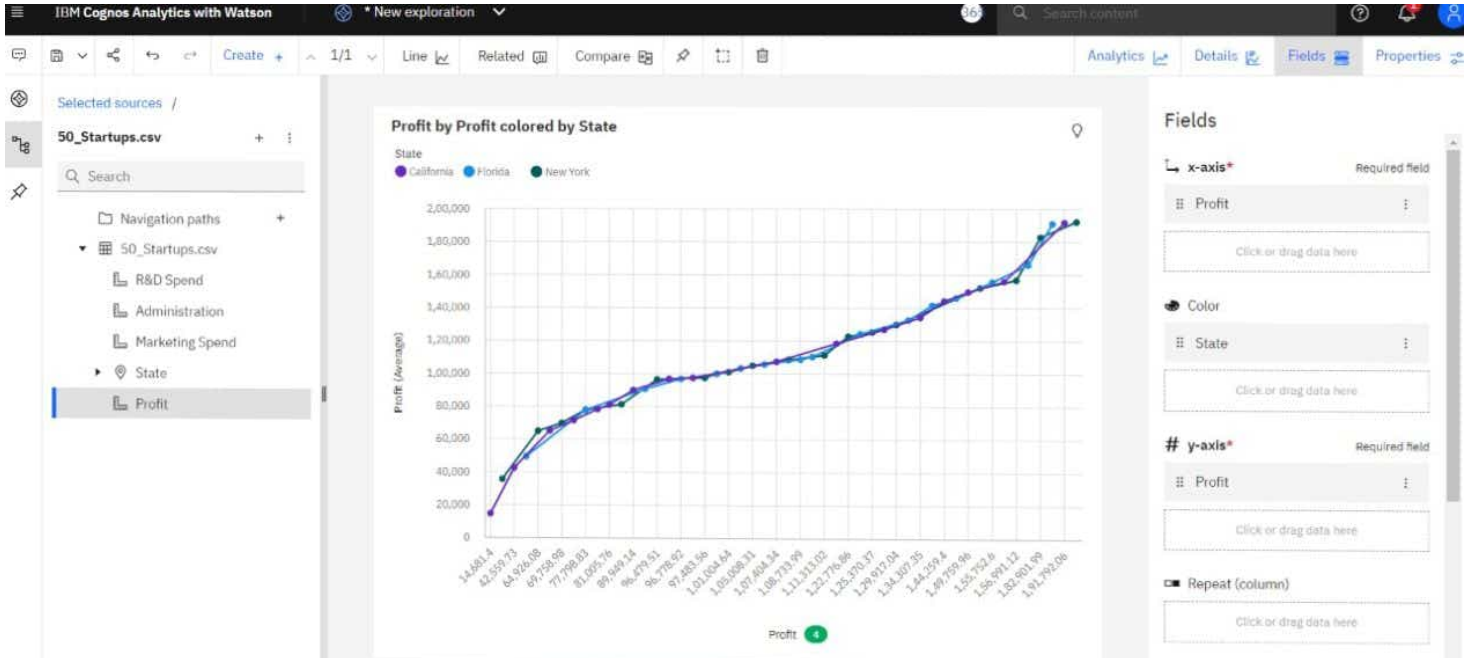 IBM Cognos Analytics with Watson
* New exploration
Search content
Create +
1/1
Line
Related
Compare
Analytics
Details
Fields
Properties
Selected sources /
50_Startups.csv
Search
Navigation paths
50_Startups.csv
R&D Spend
Administration
Marketing Spend
State
Profit
Profit by Profit colored by State
State
California Florida New York
2,00,000
1,80,000
1,60,000
1,40,000
1,20,000
1,00,000
80,000
60,000
40,000
20,000
0
Profit (Average)
14,681.4
42,559.73
64,926.08
69,758.98
77,798.83
81,005.76
89,949.14
96,479.51
96,778.92
97,483.56
1,01,004.64
1,05,008.31
1,07,404.34
1,08,733.99
1,11,313.02
1,22,776.86
1,25,370.37
1,29,917.04
1,34,307.35
1,44,259.4
1,49,759.96
1,55,752.6
1,56,991.12
1,82,901.99
1,91,792.06
Profit 4
Fields
x-axis* Required field
Profit
Click or drag data here
Color
State
Click or drag data here
# y-axis* Required field
Profit
Click or drag data here
Repeat (column)
Click or drag data here